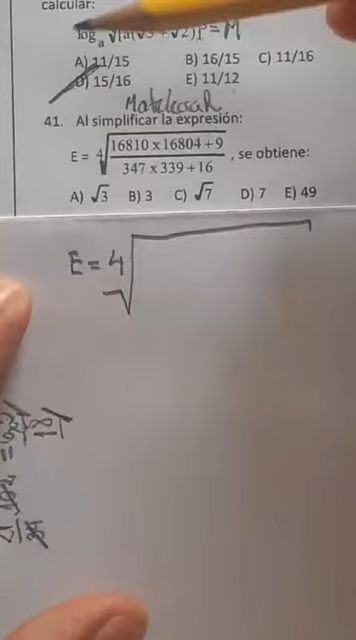 calcular:
A) 11/15 B) 16/15 C) 11/16
D) 15/16 E) 11/12
41. Al simplificar la expresión:
E = 4√ 16810 x 16804 + 9 / 347 x 339 + 16 , se obtiene:
A) √3 B) 3 C) √7 D) 7 E) 49
E = 4√